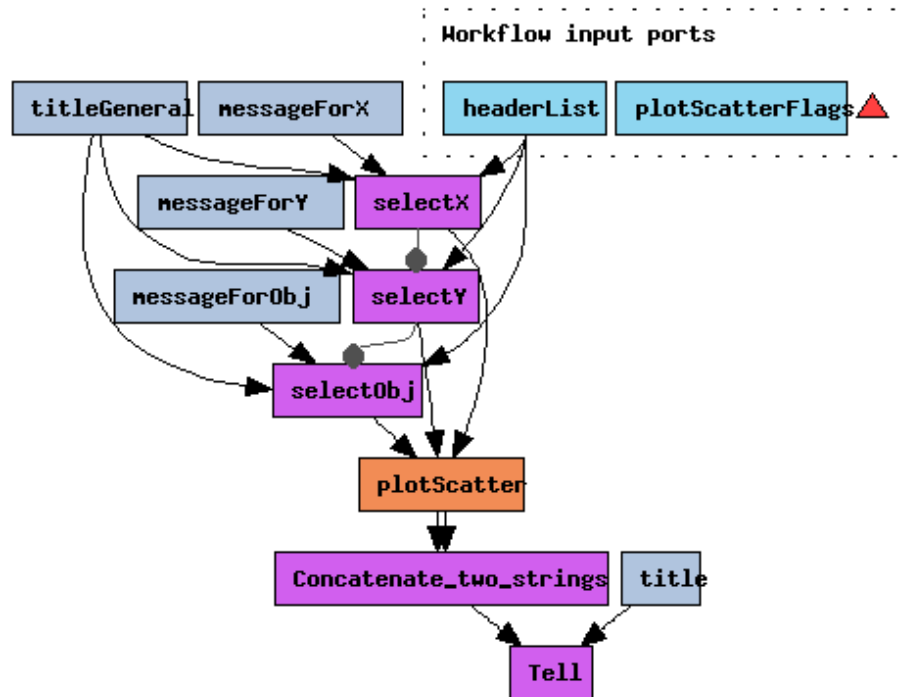 Workflow input ports
titleGeneral
messageForX
headerList
plotScatterFlags
messageForY
selectX
messageForObj
selectY
selectObj
plotScatter
Concatenate_two_strings
title
Tell